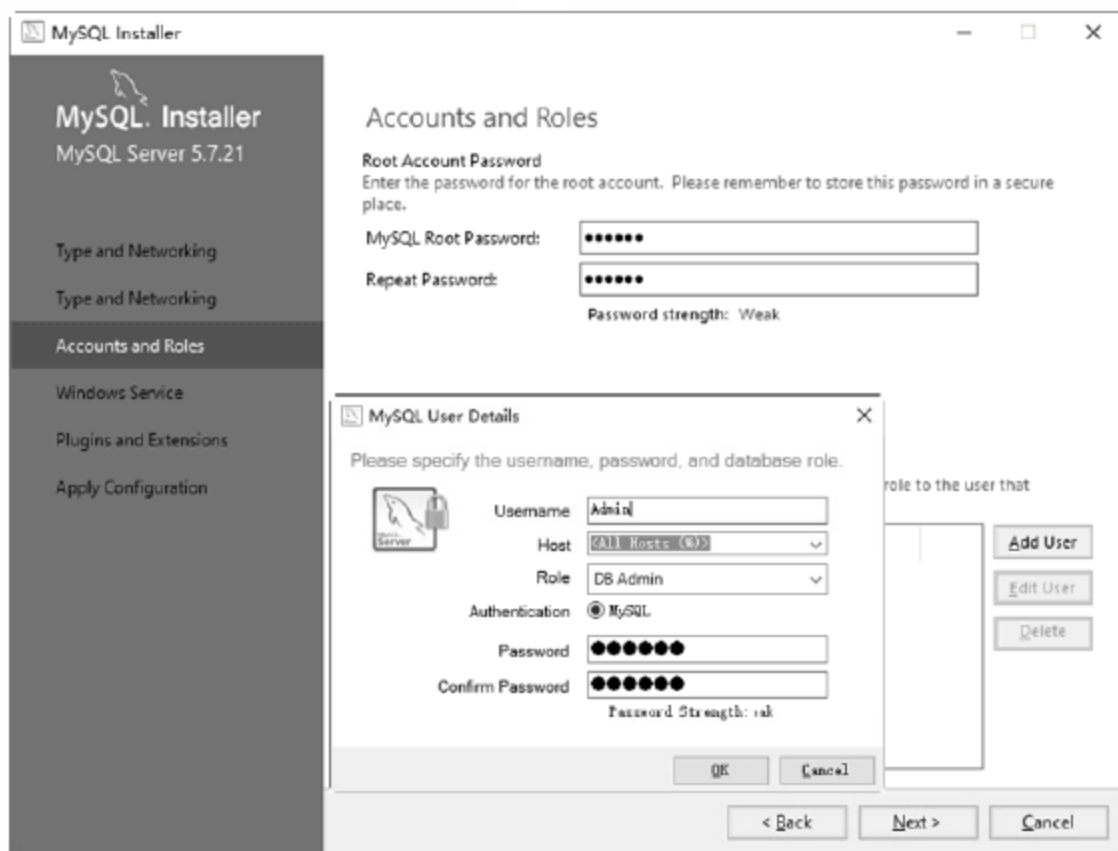 MySQL Installer
MySQL. Installer
MySQL Server 5.7.21
Type and Networking
Type and Networking
Accounts and Roles
Windows Service
Plugins and Extensions
Apply Configuration
Accounts and Roles
Root Account Password
Enter the password for the root account. Please remember to store this password in a secure
place.
MySQL Root Password: ●●●●●●
Repeat Password: ●●●●●●
Password strength: Weak
role to the user that
Add User
Edit User
Delete
MySQL User Details
Please specify the username, password, and database role.
Server
Username Admin
Host <All Hosts (%)>
Role DB Admin
Authentication MySQL
Password ●●●●●●
Confirm Password ●●●●●●
Password Strength:
OK Cancel
< Back Next > Cancel